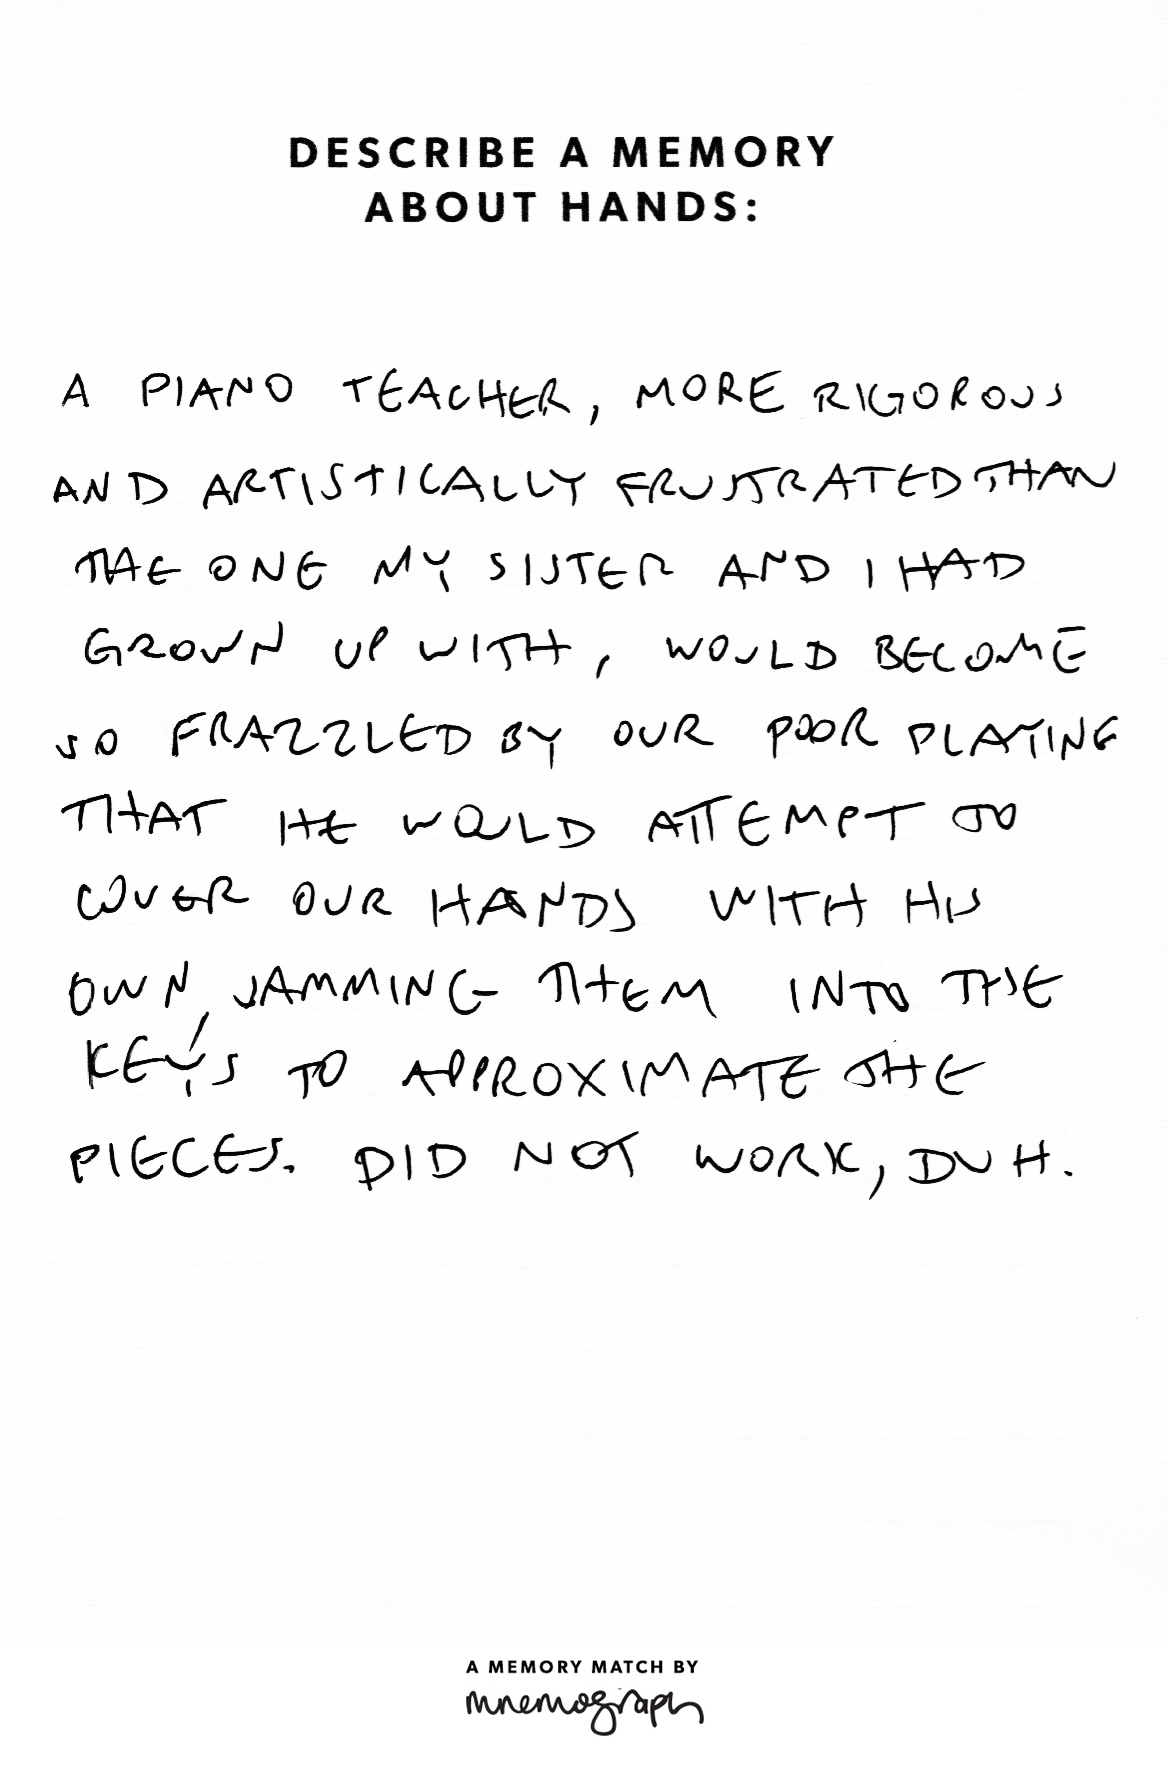 DESCRIBE A MEMORY
ABOUT HANDS:
A PIANO TEACHER, MORE RIGOROUS
AND ARTISTICALLY FRUSTRATED THAN
THE ONE MY SISTER AND I HAD
GROWN UP WITH, WOULD BECOME
SO FRAZZLED BY OUR POOR PLAYING
THAT HE WOULD ATTEMPT TO
COVER OUR HANDS WITH HIS
OWN, JAMMING THEM INTO THE
KEYS TO APPROXIMATE THE
PIECES. DID NOT WORK, DUH.
A MEMORY MATCH BY
mnemograph